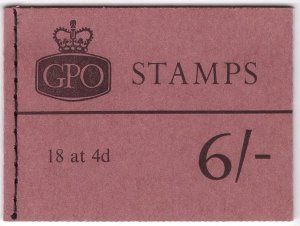 GPO STAMPS
18 at 4d 6/-